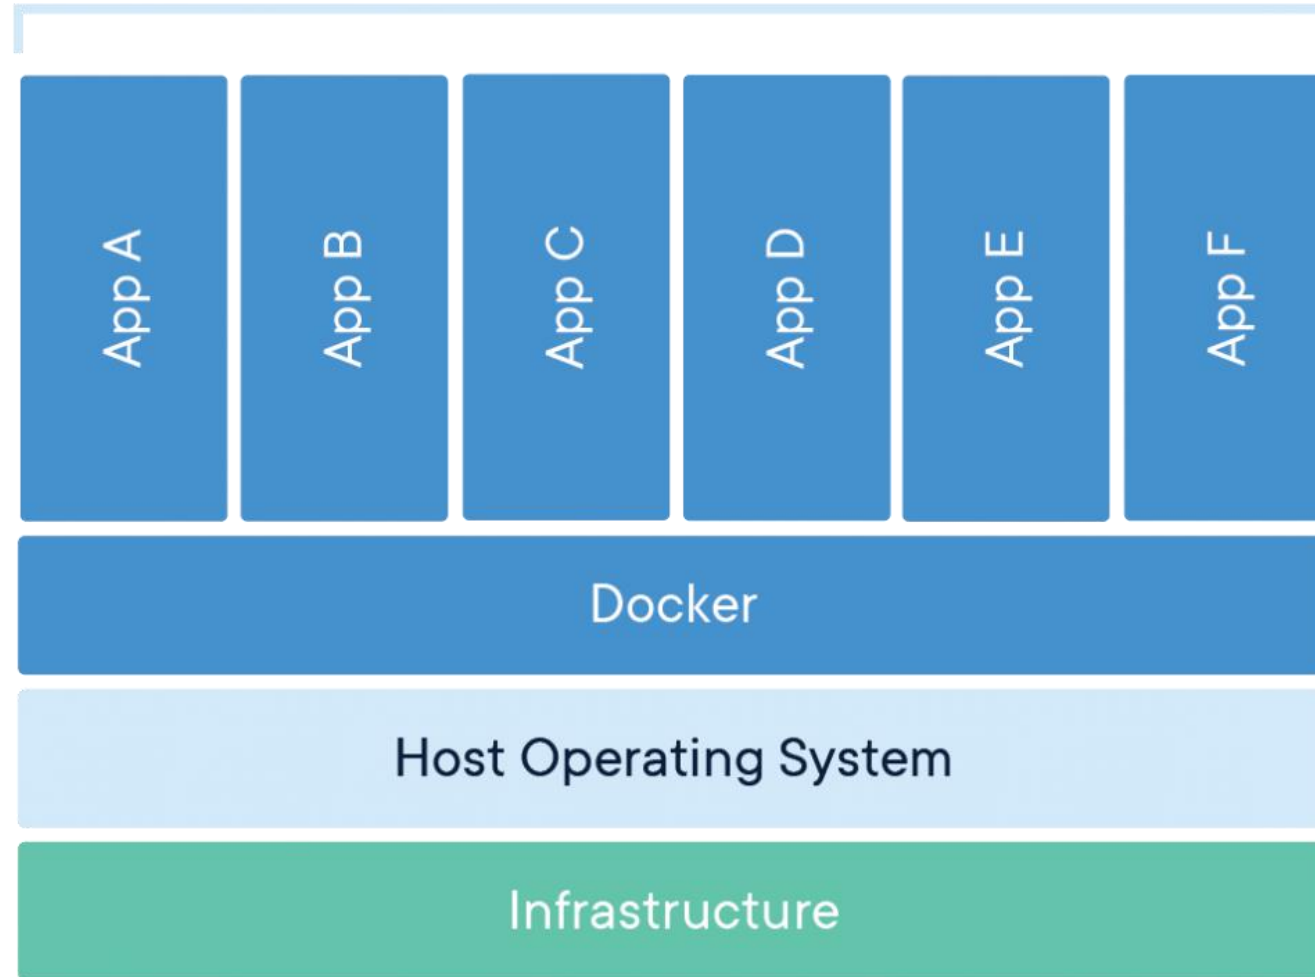 App A
App B
App C
App D
App E
App F
Docker
Host Operating System
Infrastructure